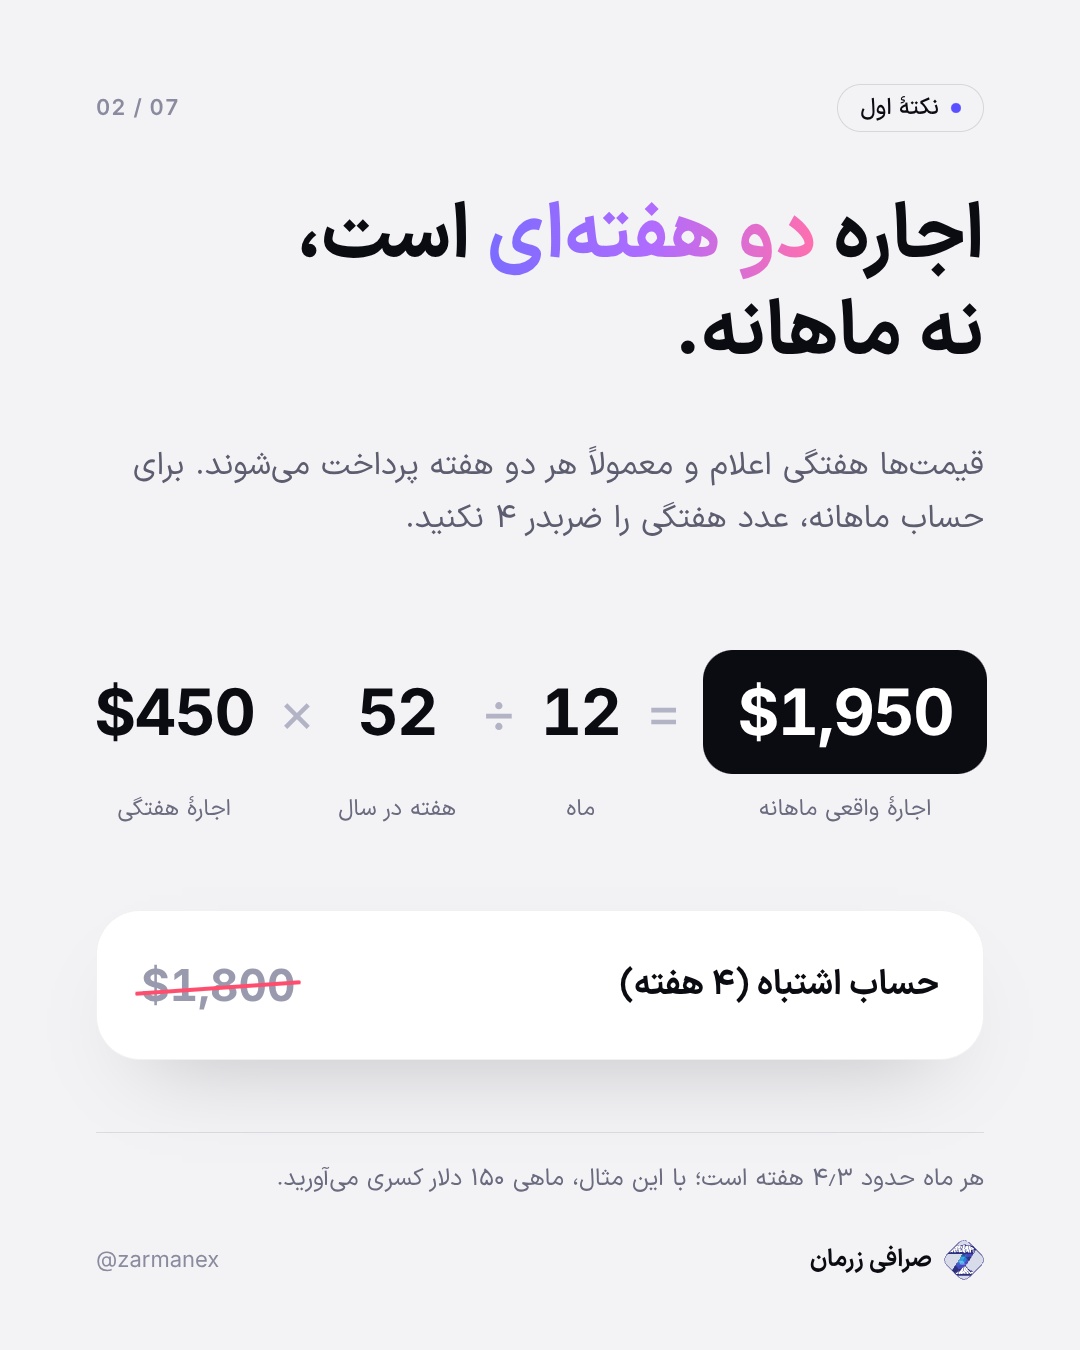 نکتهٔ اول
02 / 07
اجاره دو هفته‌ای است،
نه ماهانه.
قیمت‌ها هفتگی اعلام و معمولاً هر دو هفته پرداخت می‌شوند. برای
حساب ماهانه، عدد هفتگی را ضربدر ۴ نکنید.
$450 × 52 ÷ 12 = $1,950
اجارهٔ هفتگی
هفته در سال
ماه
اجارهٔ واقعی ماهانه
حساب اشتباه (۴ هفته)
$1,800
هر ماه حدود ۴٫۳ هفته است؛ با این مثال، ماهی ۱۵۰ دلار کسری می‌آورید.
صرافی زرمان
@zarmanex